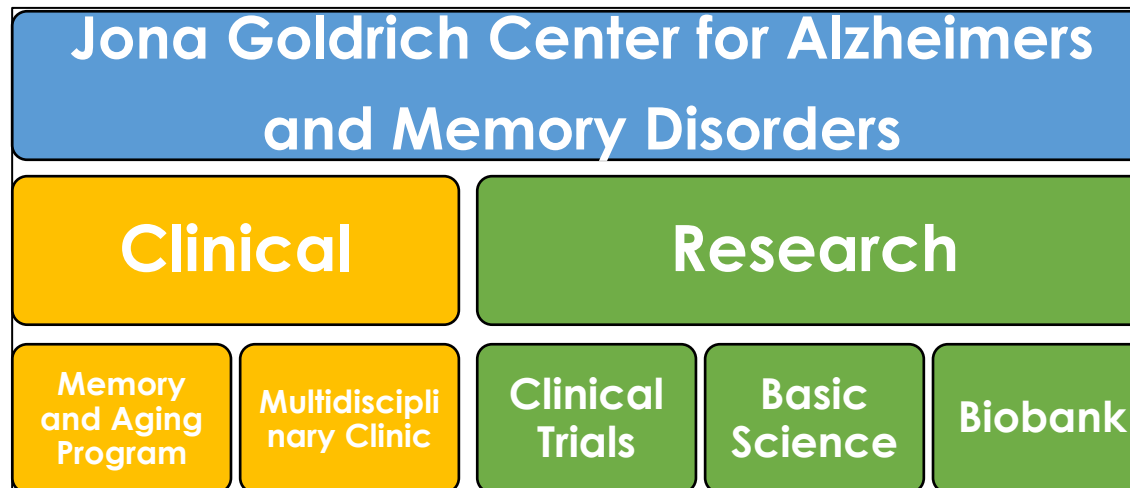 Jona Goldrich Center for Alzheimers
and Memory Disorders
Clinical
Research
Memory
and Aging
Program
Multidiscipli
nary Clinic
Clinical
Trials
Basic
Science
Biobank